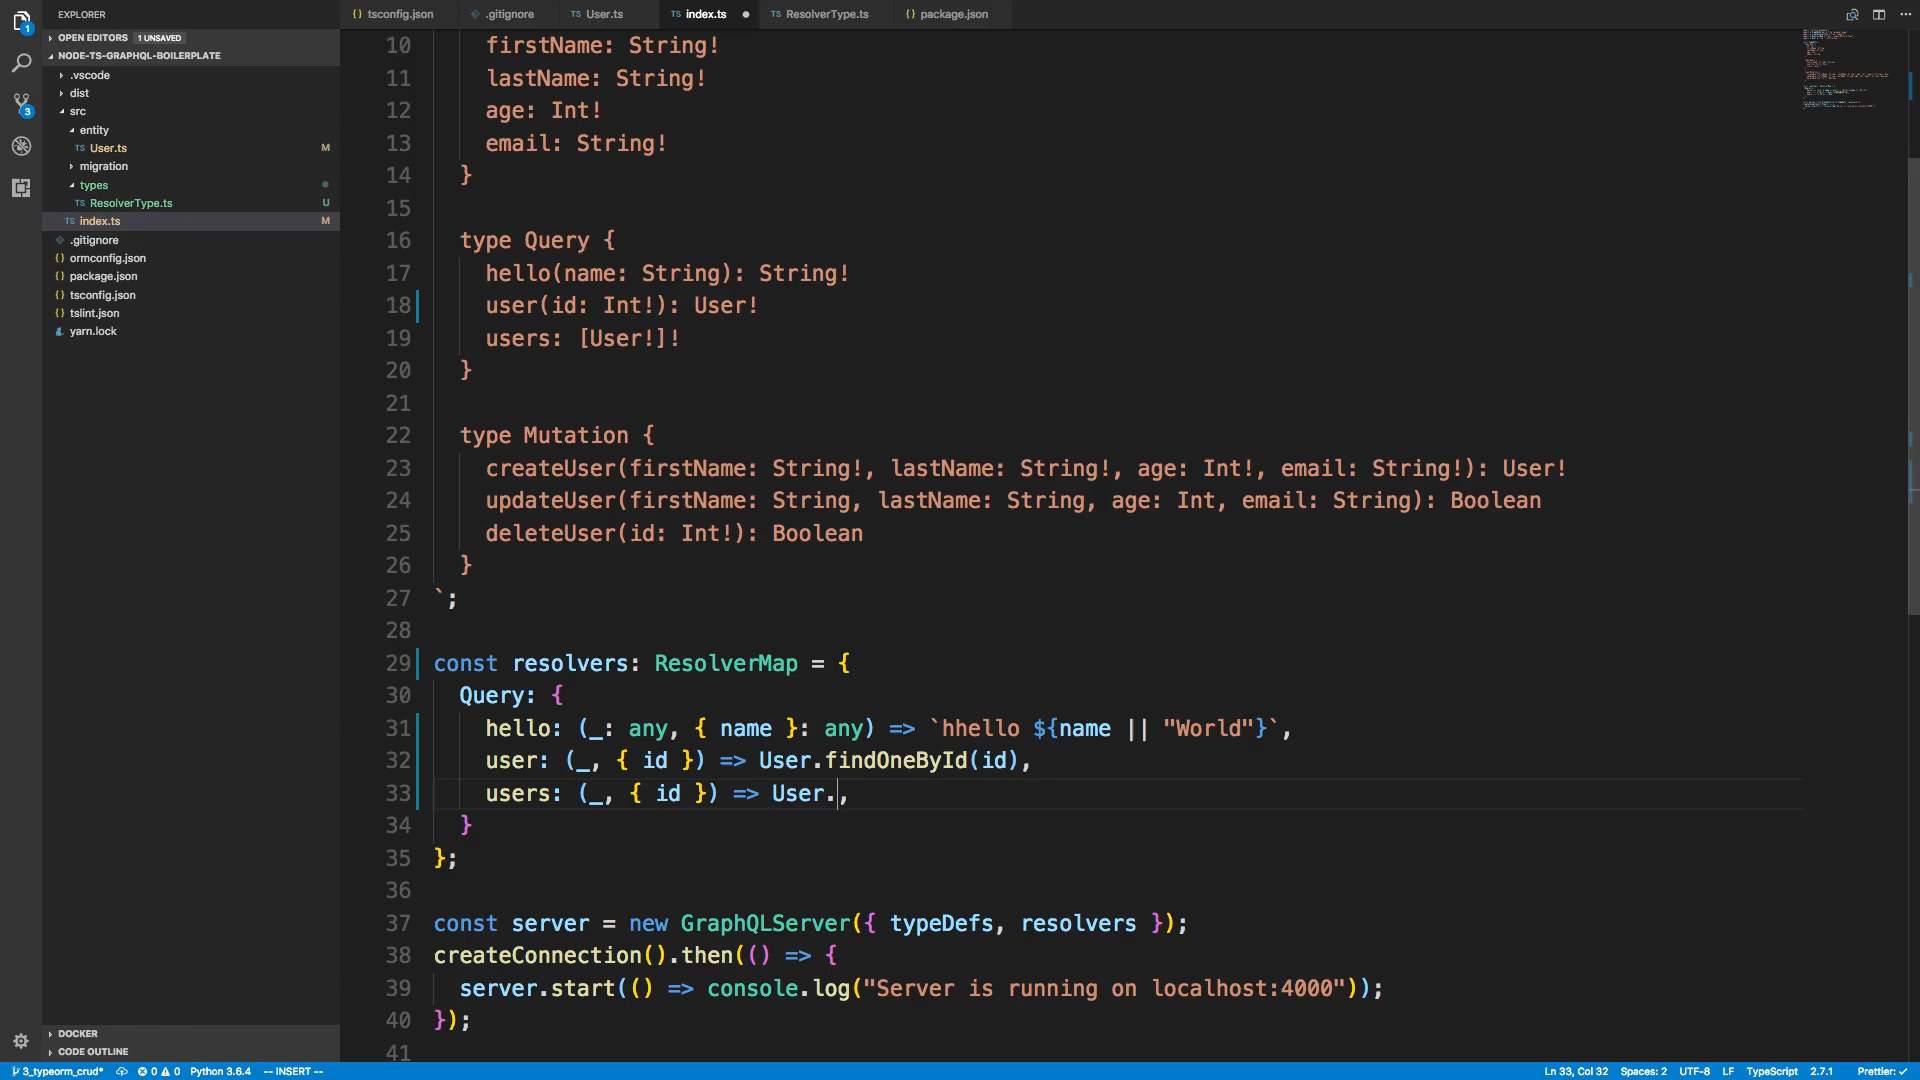 EXPLORER
OPEN EDITORS 1 UNSAVED
NODE-TS-GRAPHQL-BOILERPLATE
.vscode
dist
src
entity
TS User.ts M
migration
types
TS ResolverType.ts U
TS index.ts M
.gitignore
{} ormconfig.json
{} package.json
{} tsconfig.json
{} tslint.json
yarn.lock
DOCKER
CODE OUTLINE
1
3
{} tsconfig.json .gitignore TS User.ts TS index.ts TS ResolverType.ts {} package.json
10 firstName: String!
11 lastName: String!
12 age: Int!
13 email: String!
14 }
15
16 type Query {
17 hello(name: String): String!
18 user(id: Int!): User!
19 users: [User!]!
20 }
21
22 type Mutation {
23 createUser(firstName: String!, lastName: String!, age: Int!, email: String!): User!
24 updateUser(firstName: String, lastName: String, age: Int, email: String): Boolean
25 deleteUser(id: Int!): Boolean
26 }
27 `;
28
29 const resolvers: ResolverMap = {
30 Query: {
31 hello: (_: any, { name }: any) => `hhello ${name || "World"}`,
32 user: (_, { id }) => User.findOneById(id),
33 users: (_, { id }) => User.,
34 }
35 };
36
37 const server = new GraphQLServer({ typeDefs, resolvers });
38 createConnection().then(() => {
39 server.start(() => console.log("Server is running on localhost:4000"));
40 });
41
3_typeorm_crud* 0 0 Python 3.6.4 -- INSERT -- Ln 33, Col 32 Spaces: 2 UTF-8 LF TypeScript 2.7.1 Prettier: ✓